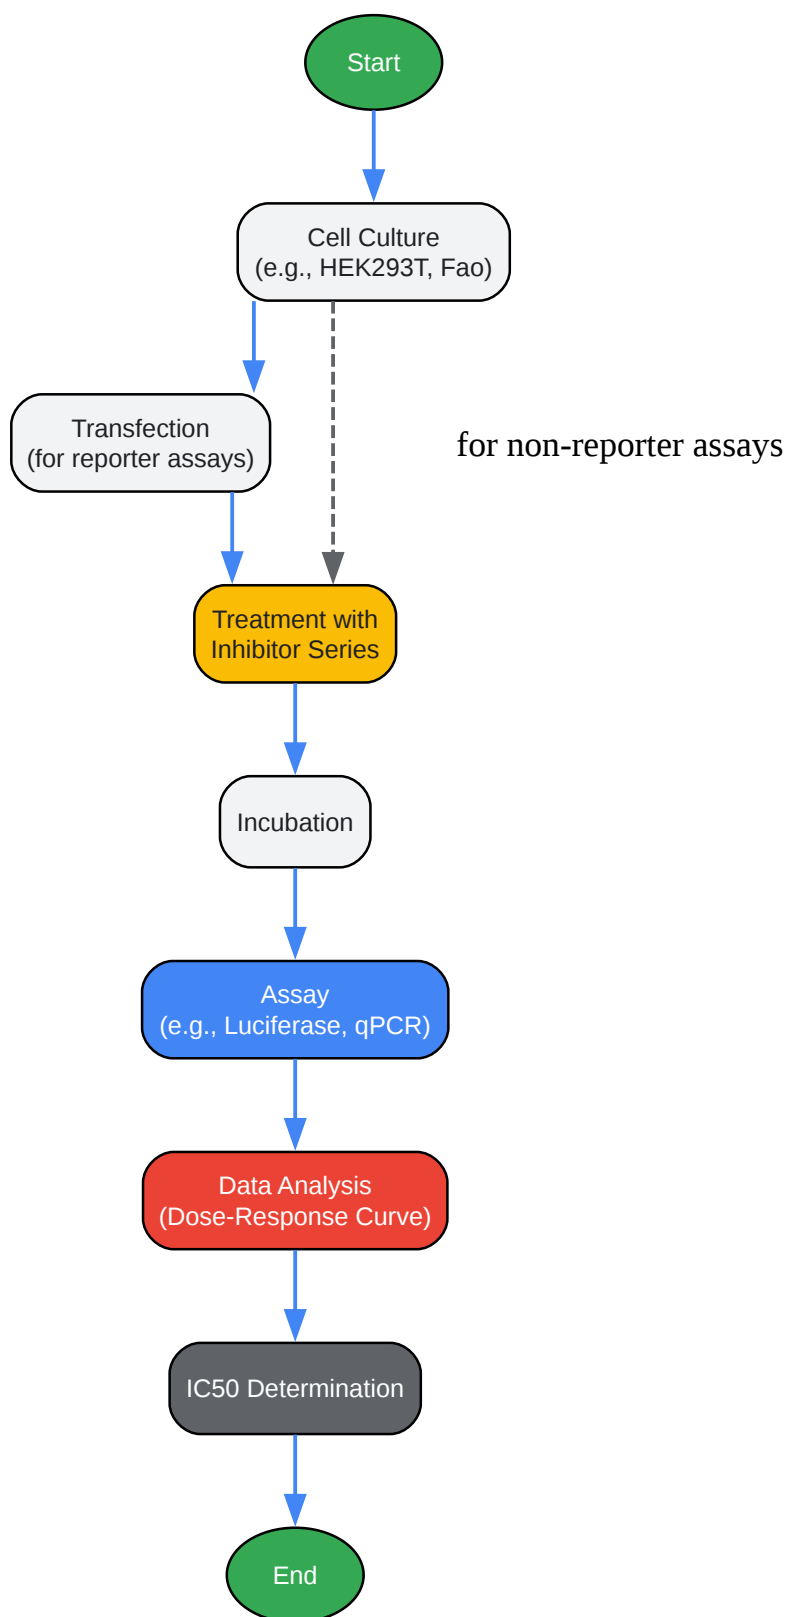 Start
Cell Culture
(e.g., HEK293T, Fao)
Transfection
(for reporter assays)
for non-reporter assays
Treatment with
Inhibitor Series
Incubation
Assay
(e.g., Luciferase, qPCR)
Data Analysis
(Dose-Response Curve)
IC50 Determination
End